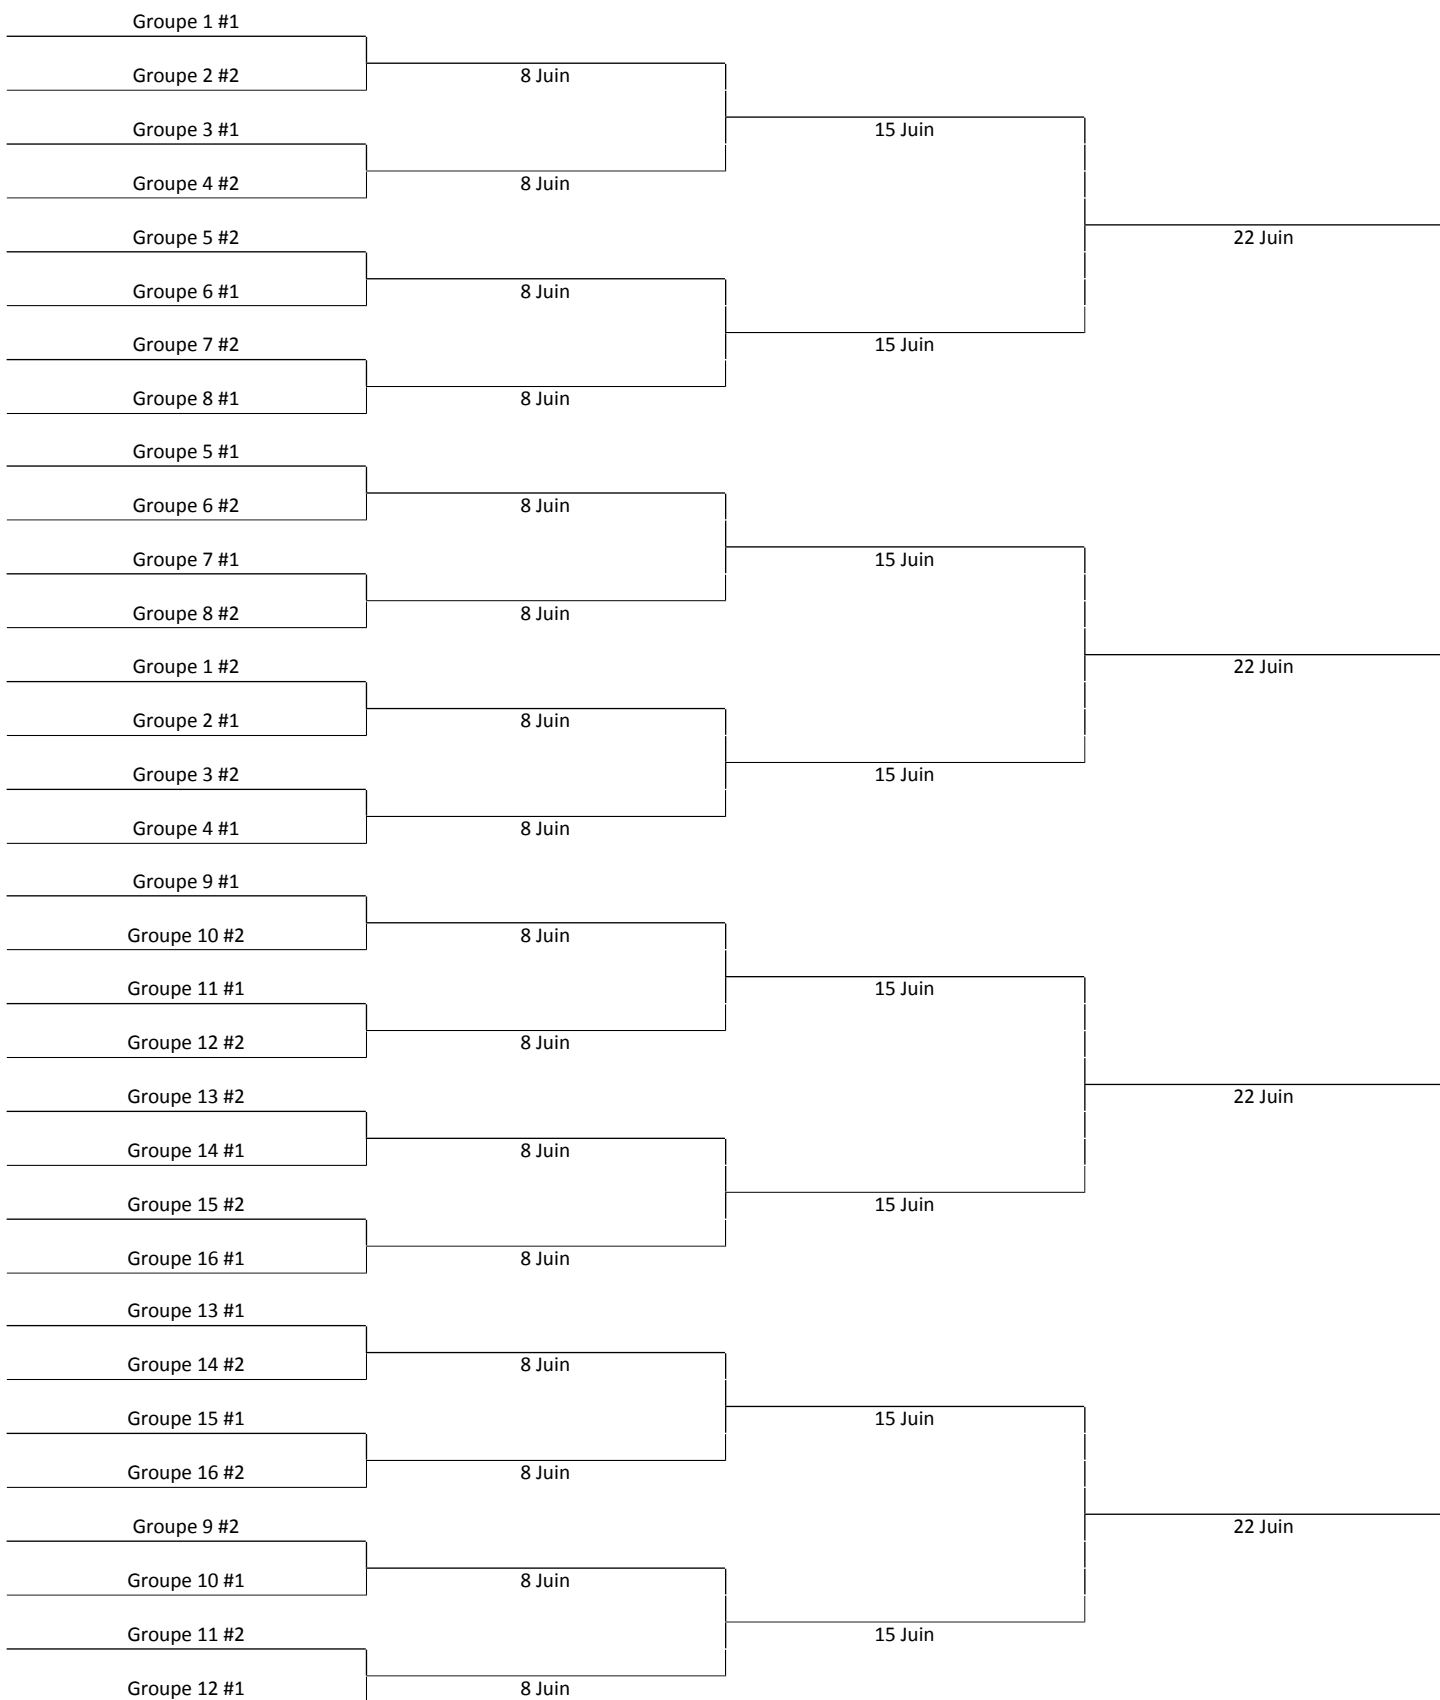 Groupe 1 #1
Groupe 2 #2
8 Juin
Groupe 3 #1
15 Juin
Groupe 4 #2
8 Juin
Groupe 5 #2
22 Juin
Groupe 6 #1
8 Juin
Groupe 7 #2
15 Juin
Groupe 8 #1
8 Juin
Groupe 5 #1
Groupe 6 #2
8 Juin
Groupe 7 #1
15 Juin
Groupe 8 #2
8 Juin
Groupe 1 #2
22 Juin
Groupe 2 #1
8 Juin
Groupe 3 #2
15 Juin
Groupe 4 #1
8 Juin
Groupe 9 #1
Groupe 10 #2
8 Juin
Groupe 11 #1
15 Juin
Groupe 12 #2
8 Juin
Groupe 13 #2
22 Juin
Groupe 14 #1
8 Juin
Groupe 15 #2
15 Juin
Groupe 16 #1
8 Juin
Groupe 13 #1
Groupe 14 #2
8 Juin
Groupe 15 #1
15 Juin
Groupe 16 #2
8 Juin
Groupe 9 #2
22 Juin
Groupe 10 #1
8 Juin
Groupe 11 #2
15 Juin
Groupe 12 #1
8 Juin